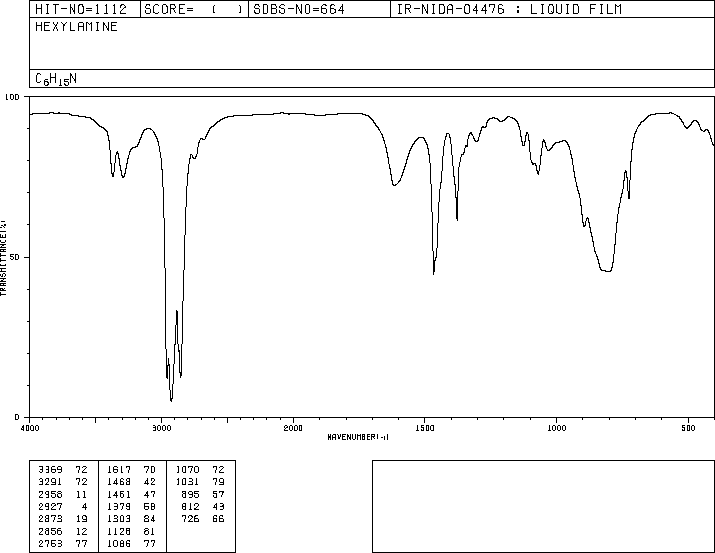 HIT-NO=1112 SCORE= ( ) SDBS-NO=664 IR-NIDA-04476 : LIQUID FILM
HEXYLAMINE
C6H15N
100
50
0
TRANSMITTANCE(%)
4000 3000 2000 1500 1000 500
WAVENUMBER(-1)
3369 72 1617 70 1070 72
3291 72 1468 42 1031 79
2958 11 1461 47 895 57
2927 4 1379 58 812 43
2873 19 1303 84 726 66
2856 12 1128 81
2763 77 1086 77